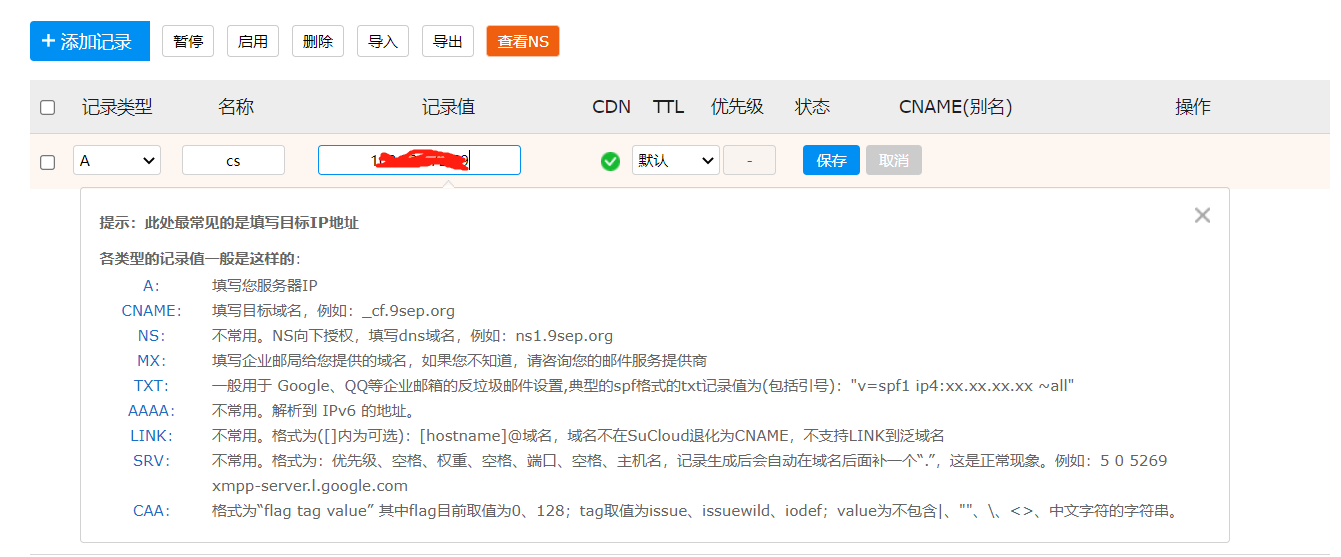 + 添加记录 暂停 启用 删除 导入 导出 查看NS
记录类型 名称 记录值 CDN TTL 优先级 状态 CNAME(别名) 操作
A cs 默认 - 保存 取消
提示：此处最常见的是填写目标IP地址
各类型的记录值一般是这样的：
A： 填写您服务器IP
CNAME： 填写目标域名，例如：_cf.9sep.org
NS： 不常用。NS向下授权，填写dns域名，例如：ns1.9sep.org
MX： 填写企业邮局给您提供的域名，如果您不知道，请咨询您的邮件服务提供商
TXT： 一般用于 Google、QQ等企业邮箱的反垃圾邮件设置,典型的spf格式的txt记录值为(包括引号)："v=spf1 ip4:xx.xx.xx.xx ~all"
AAAA： 不常用。解析到 IPv6 的地址。
LINK： 不常用。格式为([]内为可选)：[hostname]@域名，域名不在SuCloud退化为CNAME，不支持LINK到泛域名
SRV： 不常用。格式为：优先级、空格、权重、空格、端口、空格、主机名，记录生成后会自动在域名后面补一个“.”，这是正常现象。例如：5 0 5269
xmpp-server.l.google.com
CAA： 格式为“flag tag value” 其中flag目前取值为0、128；tag取值为issue、issuewild、iodef；value为不包含|、""、\、<>、中文字符的字符串。